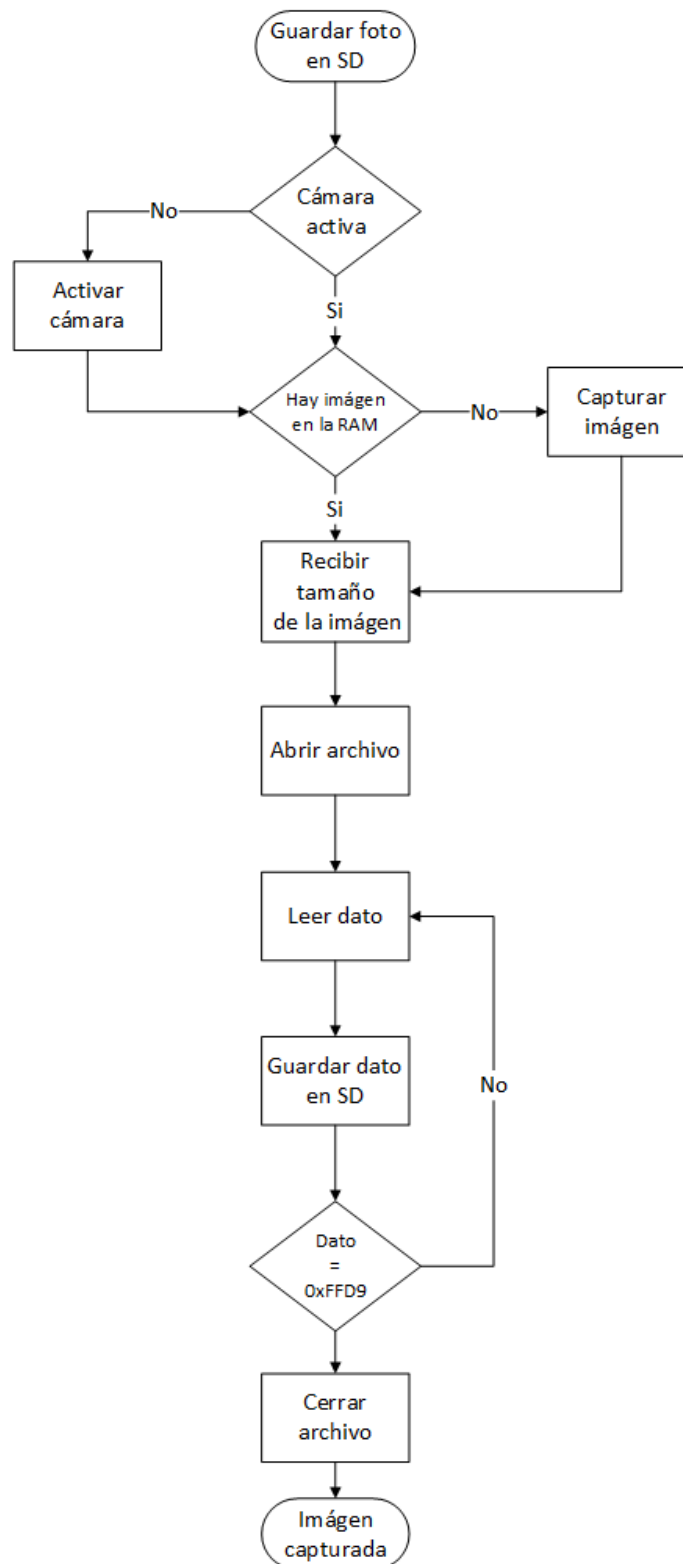 Guardar foto
en SD
Cámara
activa
No
Activar
cámara
Si
Hay imágen
en la RAM
No
Capturar
imágen
Si
Recibir
tamaño
de la imágen
Abrir archivo
Leer dato
Guardar dato
en SD
No
Dato
=
0xFFD9
Cerrar
archivo
Imágen
capturada